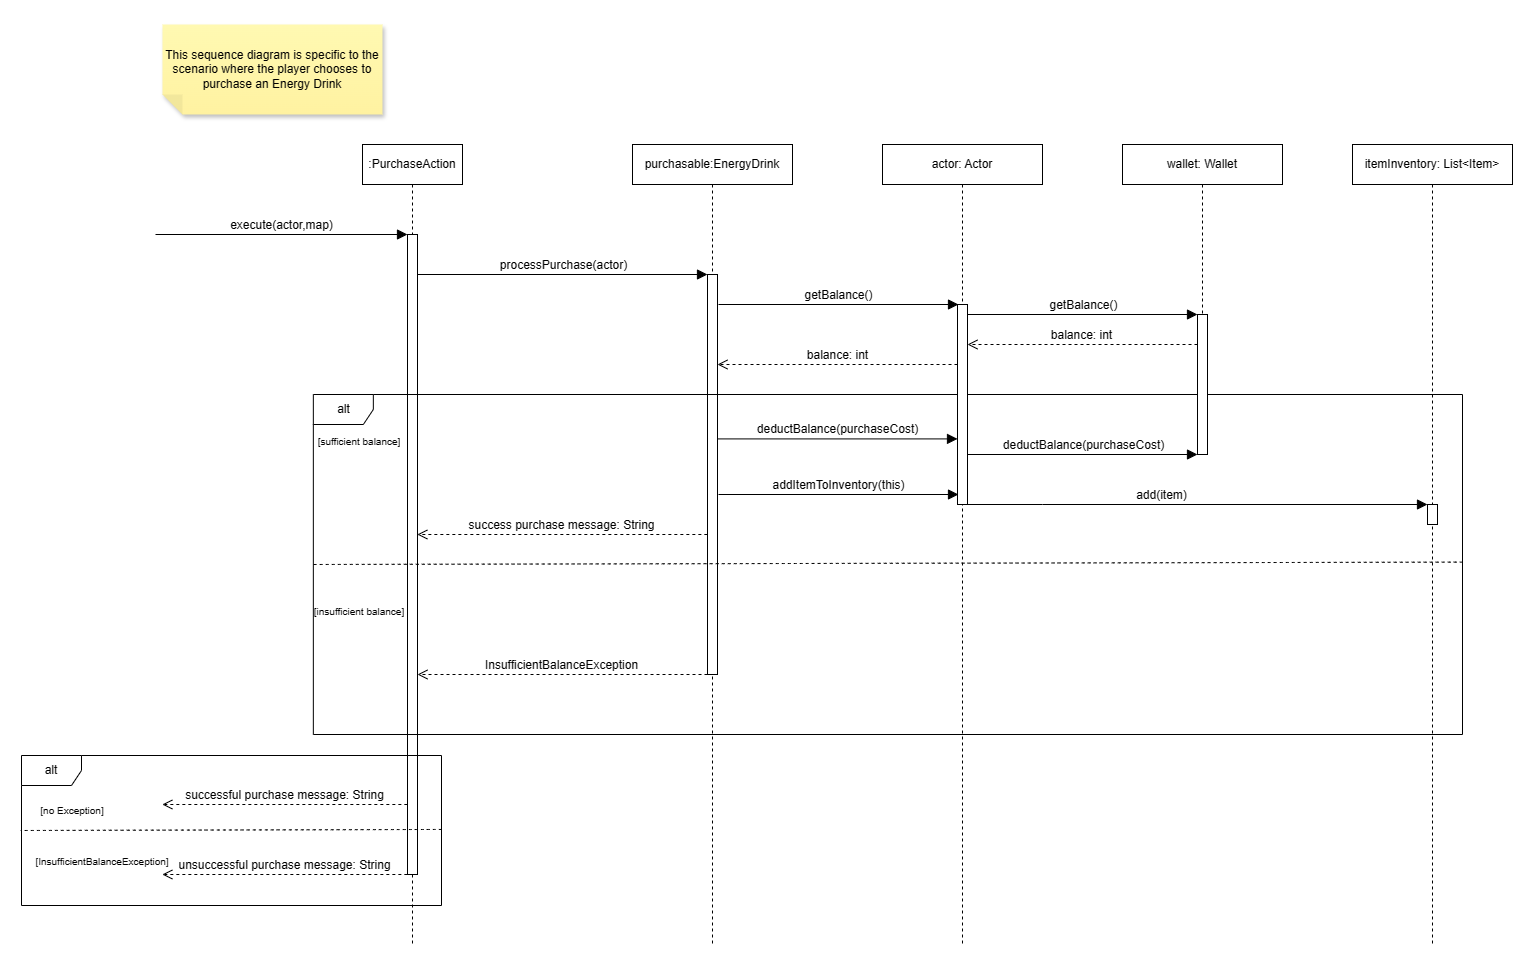 This sequence diagram is specific to the
scenario where the player chooses to
purchase an Energy Drink
:PurchaseAction
purchasable:EnergyDrink
actor: Actor
wallet: Wallet
itemInventory: List<Item>
execute(actor,map)
processPurchase(actor)
getBalance()
getBalance()
balance: int
balance: int
alt
[sufficient balance]
deductBalance(purchaseCost)
deductBalance(purchaseCost)
addItemToInventory(this)
add(item)
success purchase message: String
[insufficient balance]
InsufficientBalanceException
alt
successful purchase message: String
[no Exception]
[InsufficientBalanceException]
unsuccessful purchase message: String